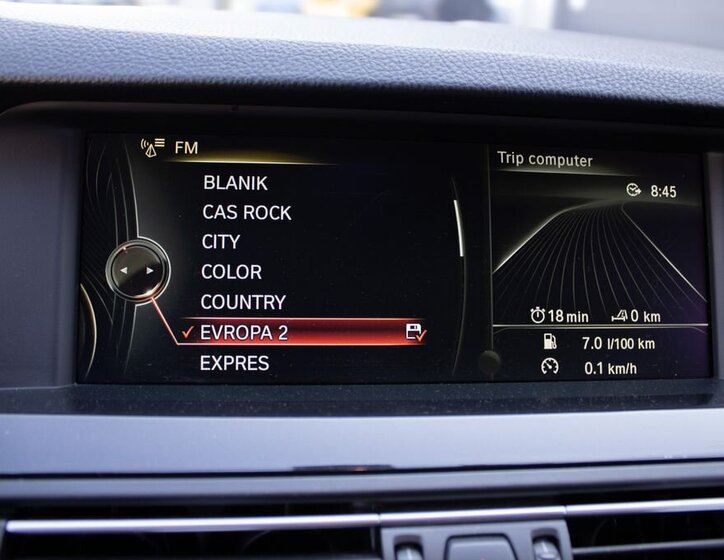 FM
BLANIK
CAS ROCK
CITY
COLOR
COUNTRY
EVROPA 2
EXPRES
Trip computer
8:45
18 min 0 km
7.0 l/100 km
0.1 km/h